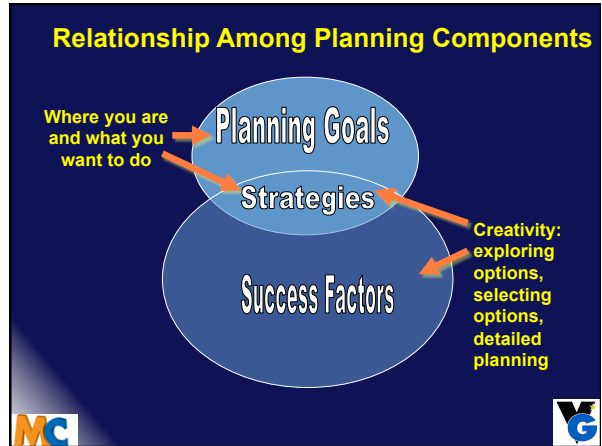 Relationship Among Planning Components
Where you are
and what you
want to do
Planning Goals
Strategies
Creativity:
exploring
options,
selecting
options,
detailed
planning
Success Factors
MC
VG